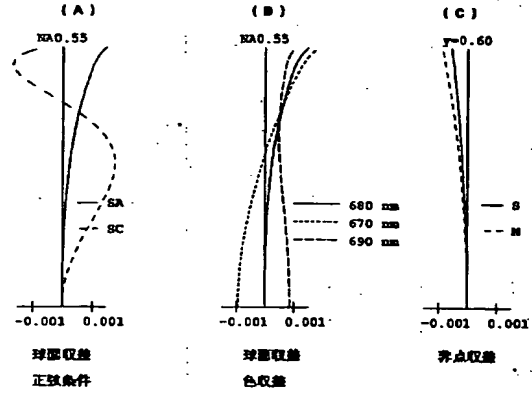 (A)
(B)
(C)
NA0.55
NA0.55
y=0.60
SA
SC
680 nm
670 nm
690 nm
S
M
-0.001 0.001
-0.001 0.001
-0.001 0.001
球面収差
正弦条件
球面収差
色収差
非点収差